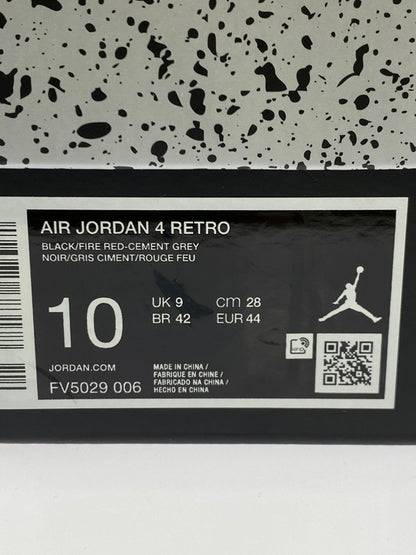 AIR JORDAN 4 RETRO
BLACK/FIRE RED-CEMENT GREY
NOIR/GRIS CIMENT/ROUGE FEU
10
UK 9 cm 28
BR 42 EUR 44
JORDAN.COM
FV5029 006
MADE IN CHINA /
FABRIQUE EN CHINE /
FABRICADO NA CHINA /
HECHO EN CHINA